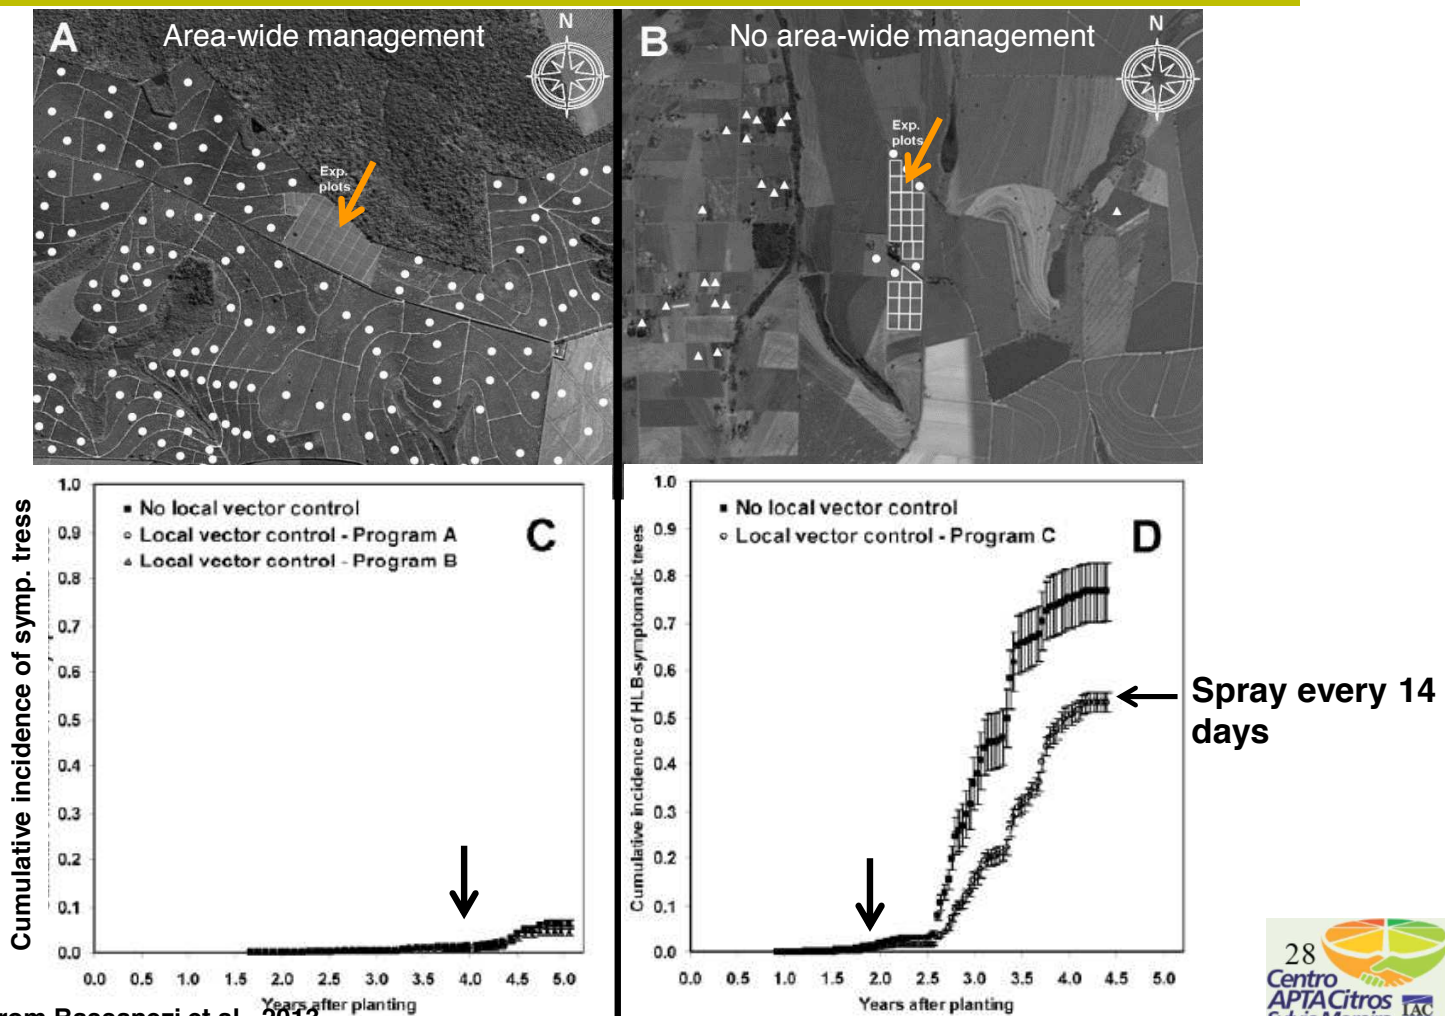 A
Area-wide management
N
Exp.
plots
B
No area-wide management
N
Exp.
plots
Cumulative incidence of symp. tress
1.0
0.9
0.8
0.7
0.6
0.5
0.4
0.3
0.2
0.1
0.0
No local vector control
Local vector control - Program A
Local vector control - Program B
C
0.0 0.5 1.0 1.5 2.0 2.5 3.0 3.5 4.0 4.5 5.0
Years after planting
Cumulative incidence of HLB-symptomatic trees
1.0
0.9
0.8
0.7
0.6
0.5
0.4
0.3
0.2
0.1
0.0
No local vector control
Local vector control - Program C
D
0.0 0.5 1.0 1.5 2.0 2.5 3.0 3.5 4.0 4.5 5.0
Years after planting
Spray every 14
days
28
Centro
APTACitros
IAC